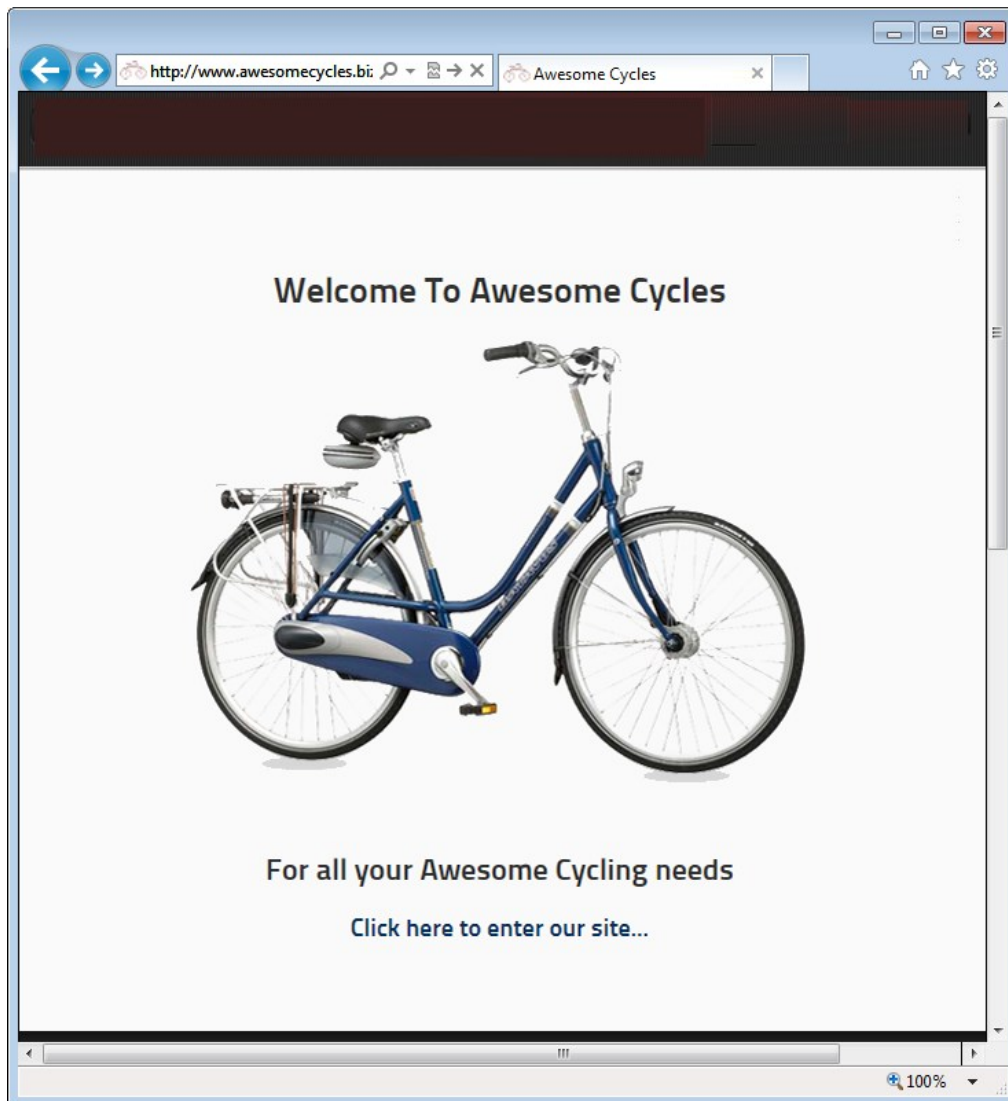 http://www.awesomecycles.biz
Awesome Cycles
Welcome To Awesome Cycles
For all your Awesome Cycling needs
Click here to enter our site...
100%